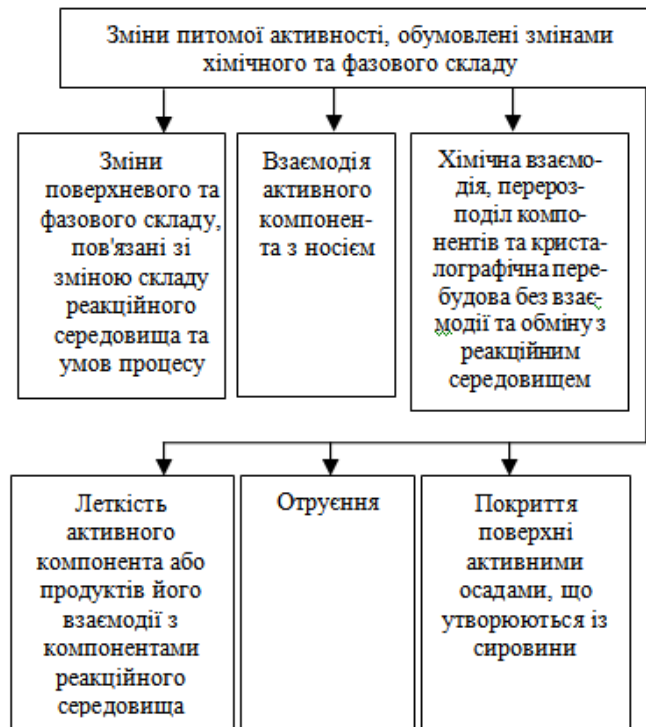 Зміни питомої активності, обумовлені змінами
хімічного та фазового складу
Зміни
поверхневого та
фазового складу,
пов'язані зі
зміною складу
реакційного
середовища та
умов процесу
Взаємодія
активного
компонен-
та з носієм
Хімічна взаємо-
дія, перероз-
поділ компо-
нентів та криста-
лографічна пере-
будова без взає-
модії та обміну з
реакційним
середовищем
Леткість
активного
компонента або
продуктів його
взаємодії з
компонентами
реакційного
середовища
Отруєння
Покриття
поверхні
активними
осадами, що
утворюються із
сировини